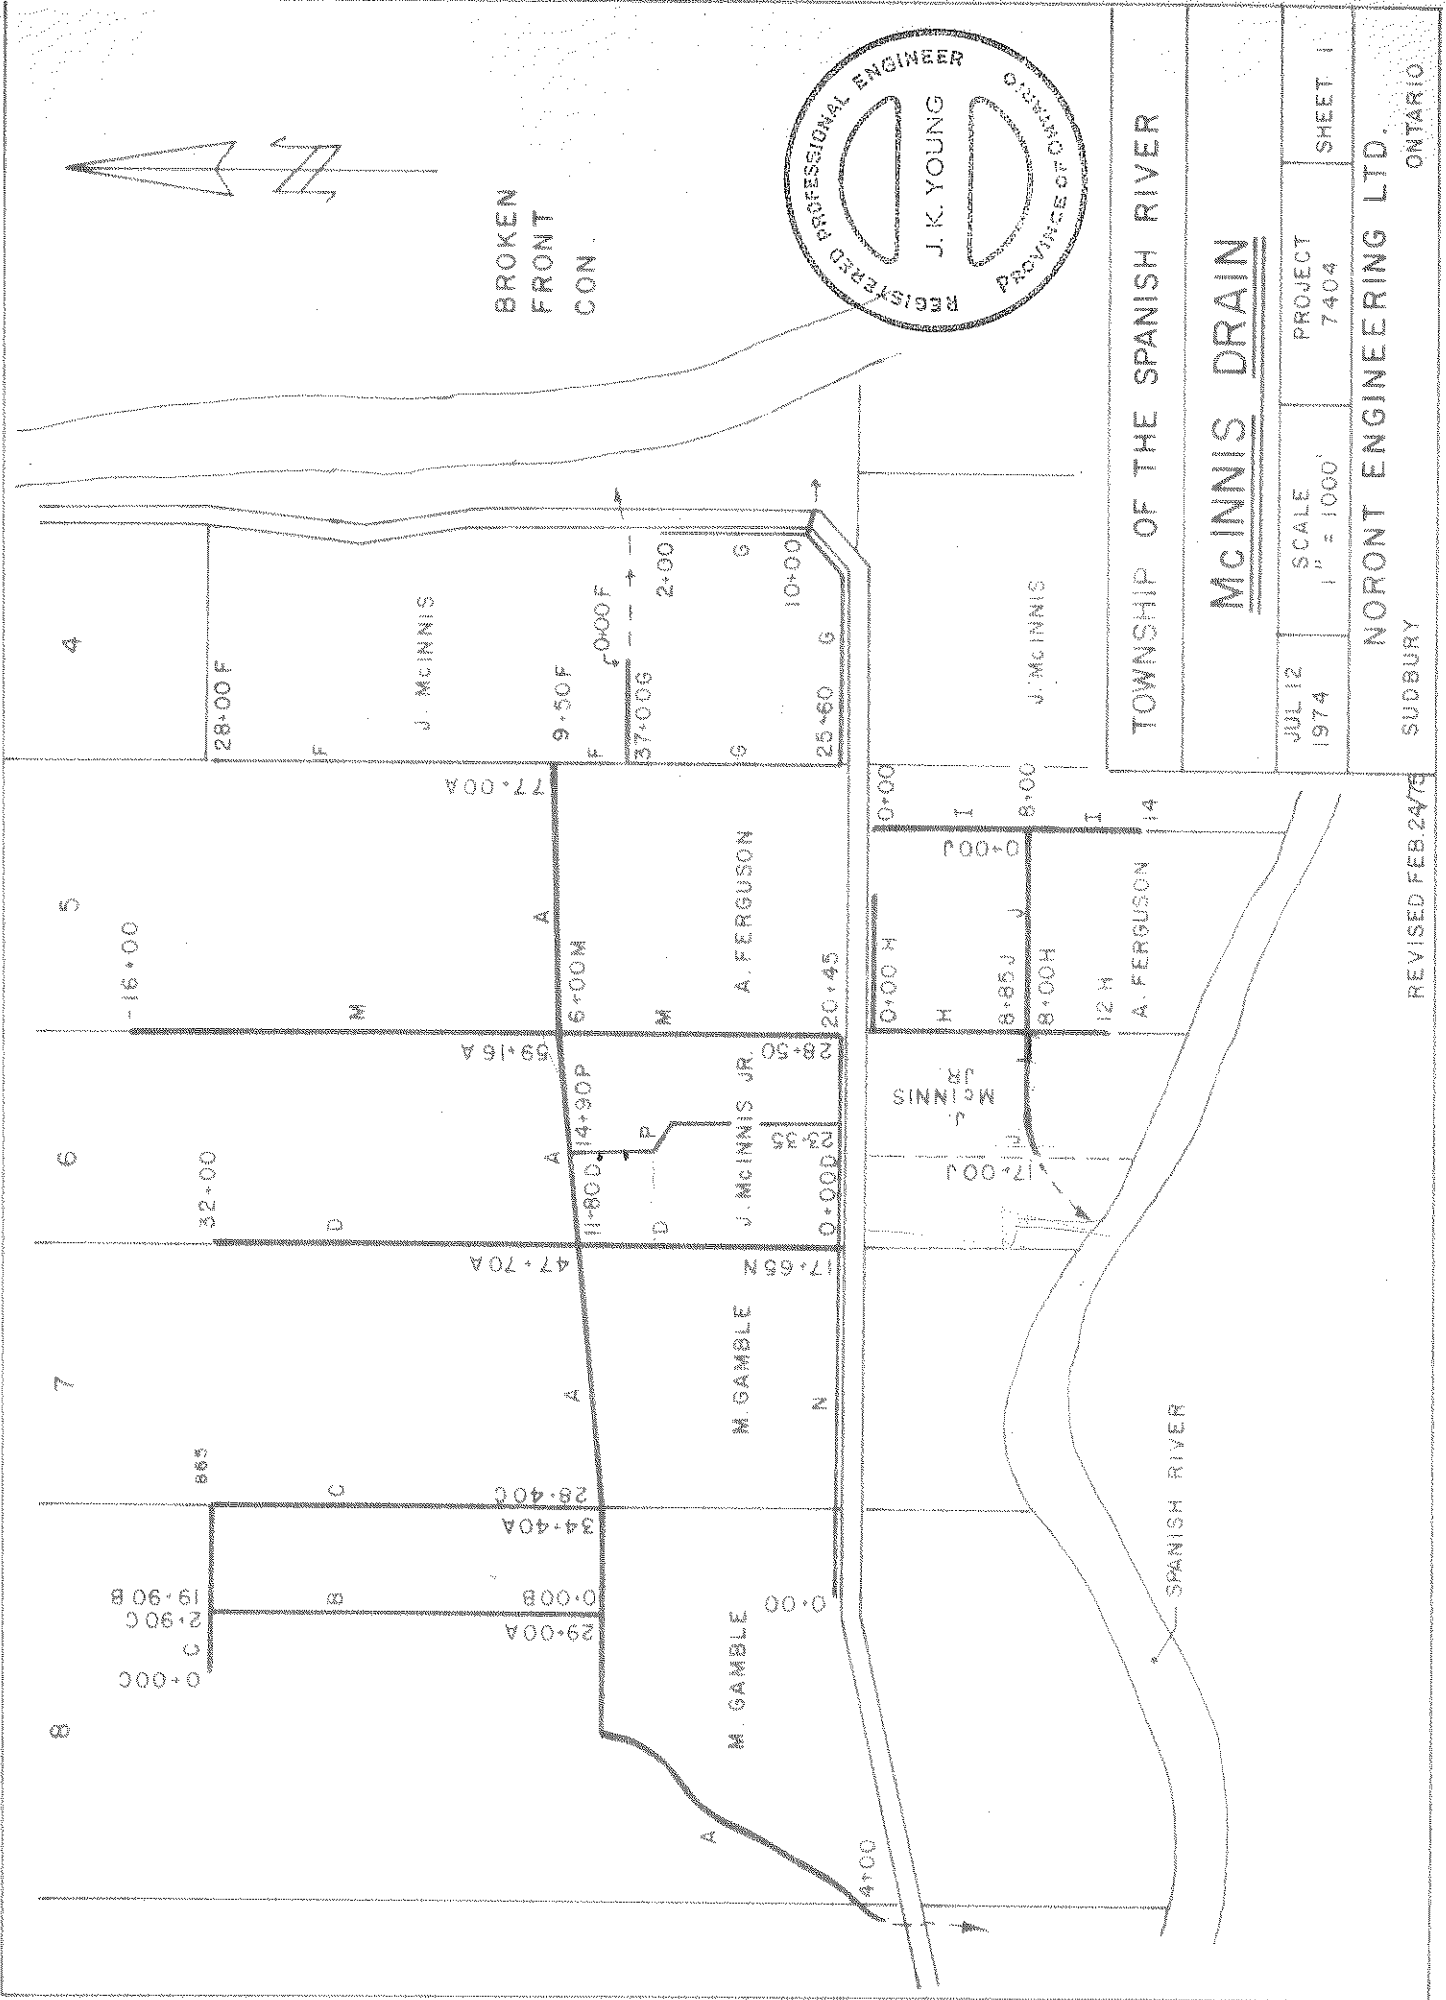 8
7
6
5
4
0+00C
C
2+90C
19+90B
865
32+00
-16+00
28+00F
B
C
D
M
F
J. McINNIS
BROKEN
FRONT
CON.
29+00A
0+00B
34+40A
28+40C
A
47+70A
11+80D
A
14+90P
59+16A
6+00M
A
77+00A
9+50F
F
0+00F
37+00G
2+00
P
D
M
G
G
A
M. GAMBLE
M. GAMBLE
J. McINNIS JR.
A. FERGUSON
4+00
0+00
N
17+65N
0+00D
23+35
28+50
20+45
25+60
G
10+00
J.
McINNIS
JR.
0+00H
H
8+85J
8+00H
12H
J
J
J
17+00J
0+00
I
0+00J
8+00
I
14
A. FERGUSON
J. McINNIS
SPANISH RIVER
REGISTERED PROFESSIONAL ENGINEER
J. K. YOUNG
PROVINCE OF ONTARIO
TOWNSHIP OF THE SPANISH RIVER
McINNIS DRAIN
JUL 12
1974
SCALE
1" = 1000'
PROJECT
7404
SHEET 1
NORONT ENGINEERING LTD.
SUDBURY ONTARIO
REVISED FEB. 24/75